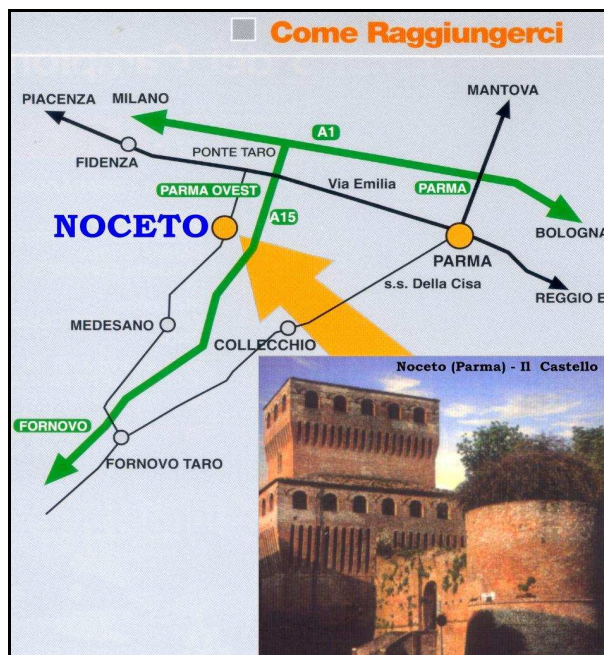 Come Raggiungerci
MANTOVA
PIACENZA
MILANO
A1
PONTE TARO
FIDENZA
Via Emilia
PARMA OVEST
PARMA
A15
NOCETO
BOLOGNA
PARMA
s.s. Della Cisa
REGGIO E
MEDESANO
COLLECCHIO
Noceto (Parma) - Il Castello
FORNOVO
FORNOVO TARO